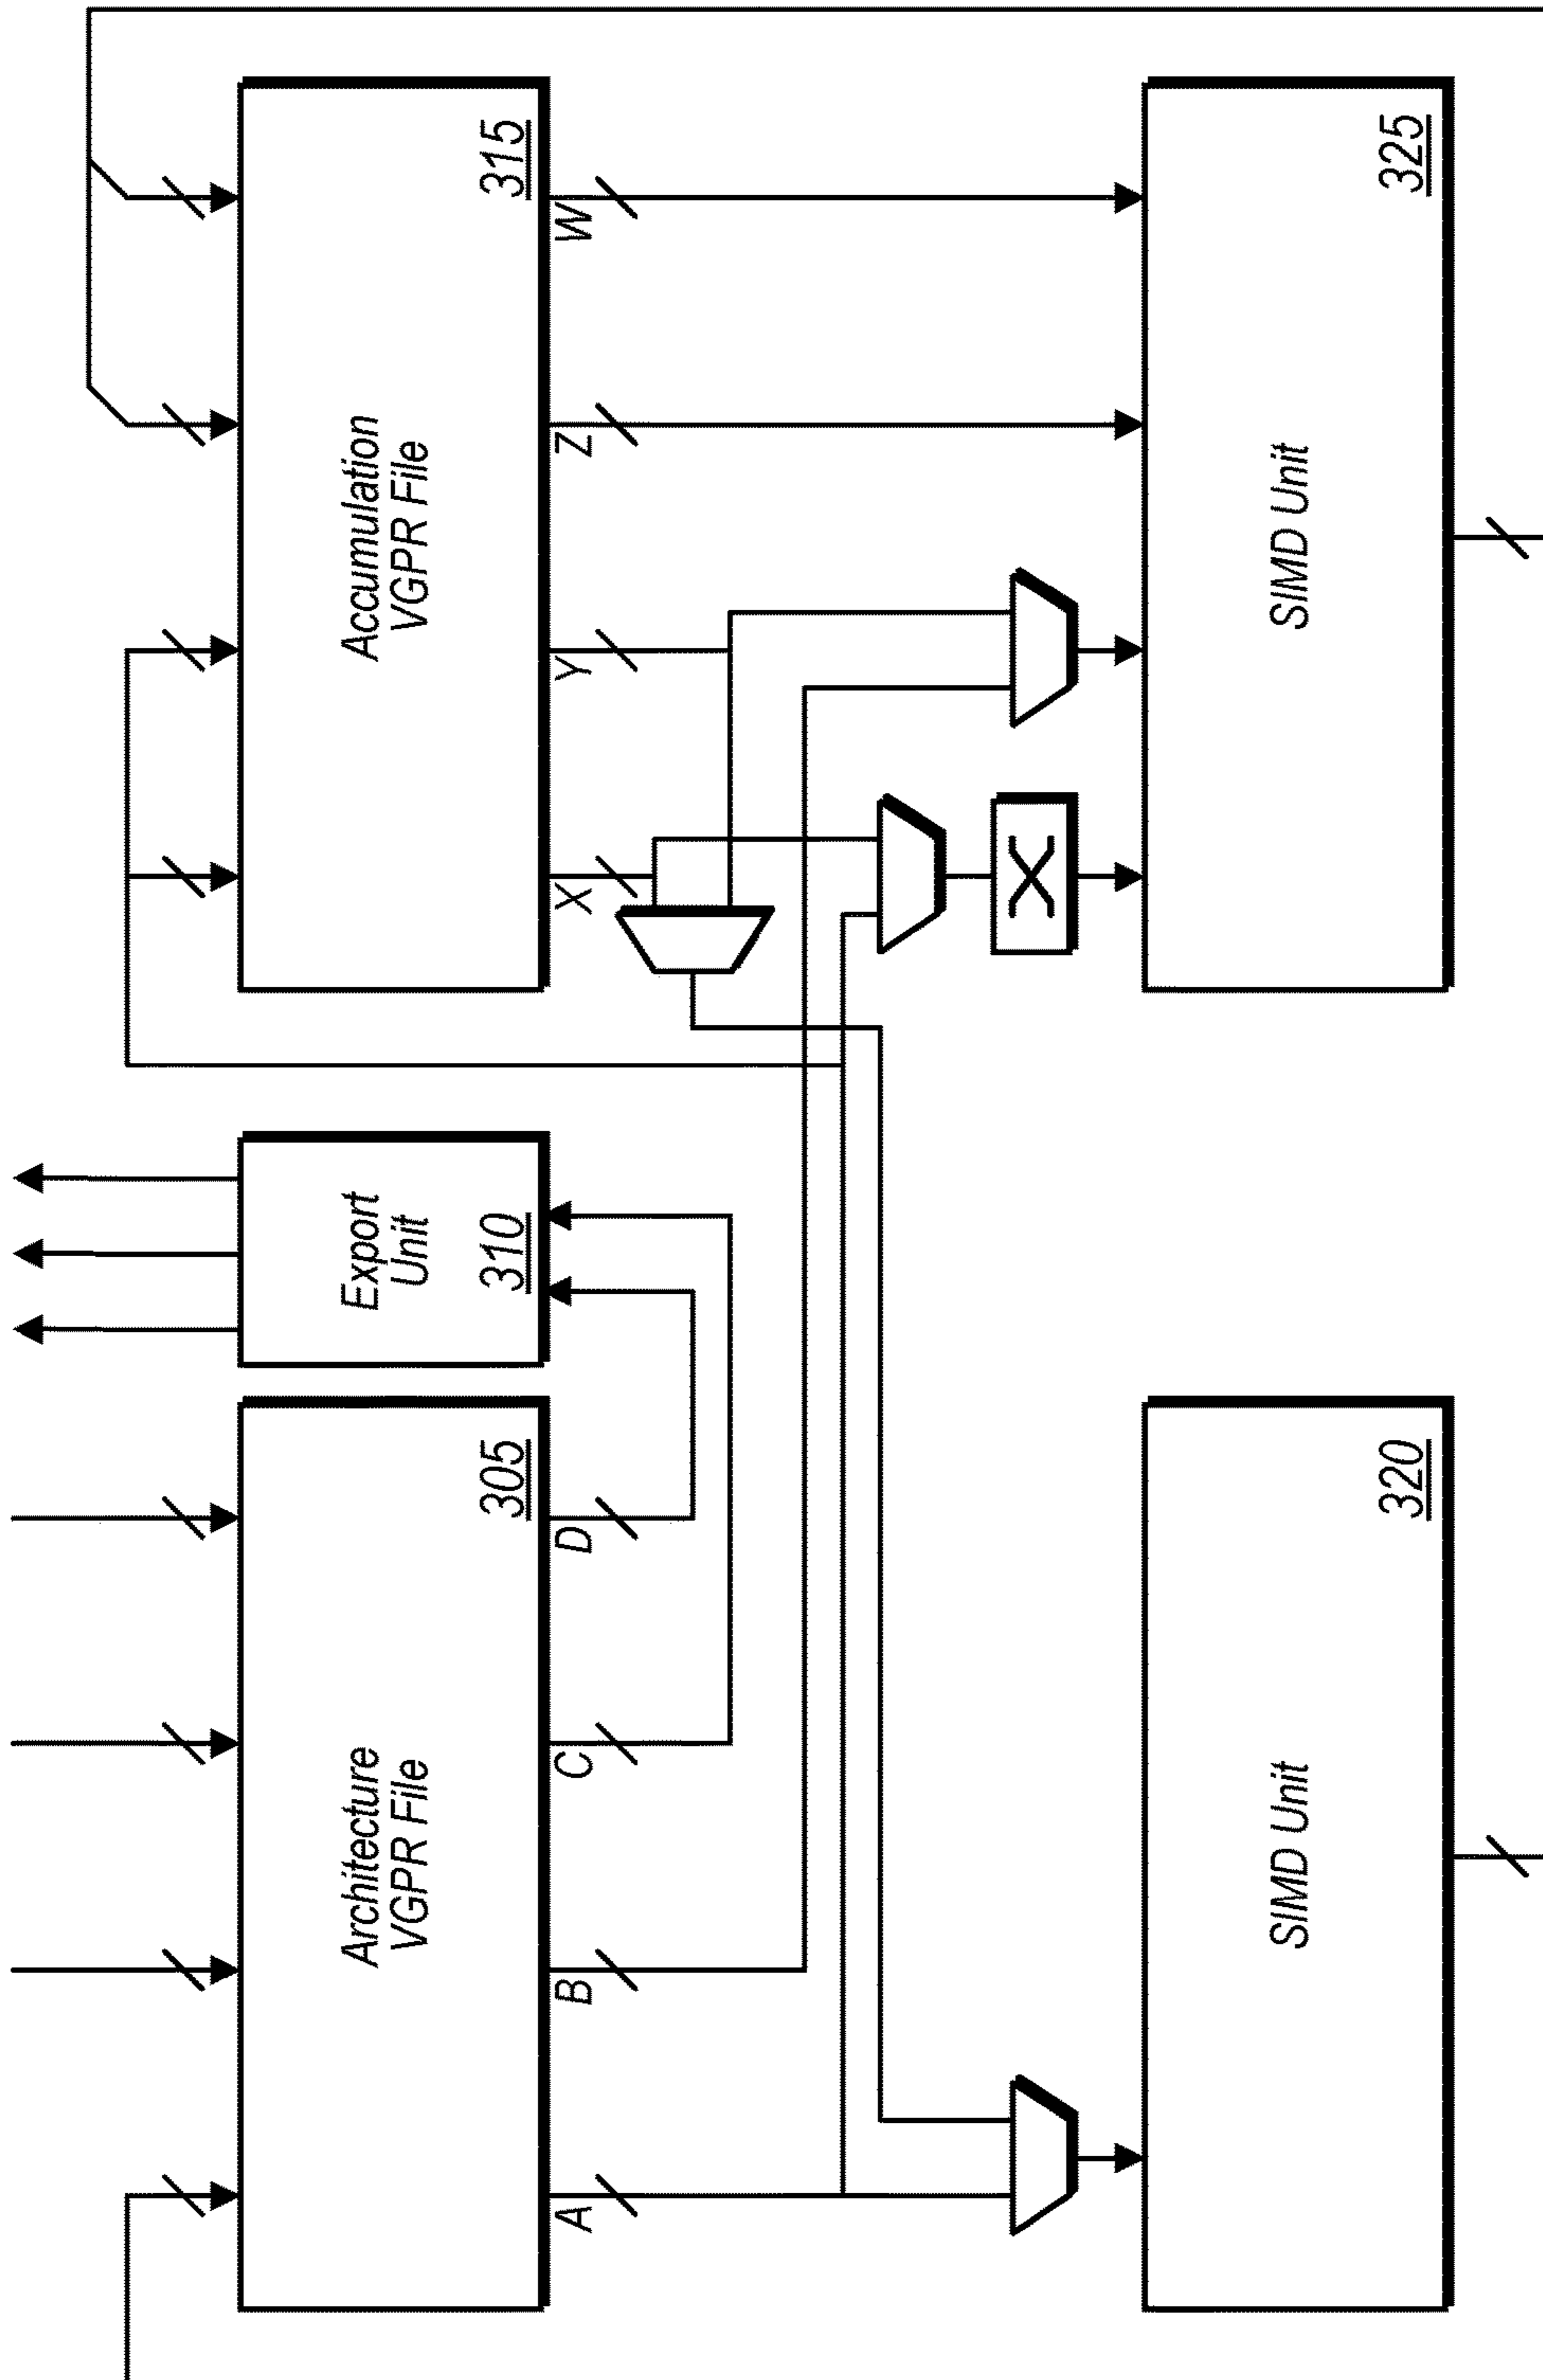 Architecture
VGPR File
305
A
B
C
D
Export
Unit
310
Accumulation
VGPR File
315
X
Y
Z
W
SIMD Unit
320
SIMD Unit
325